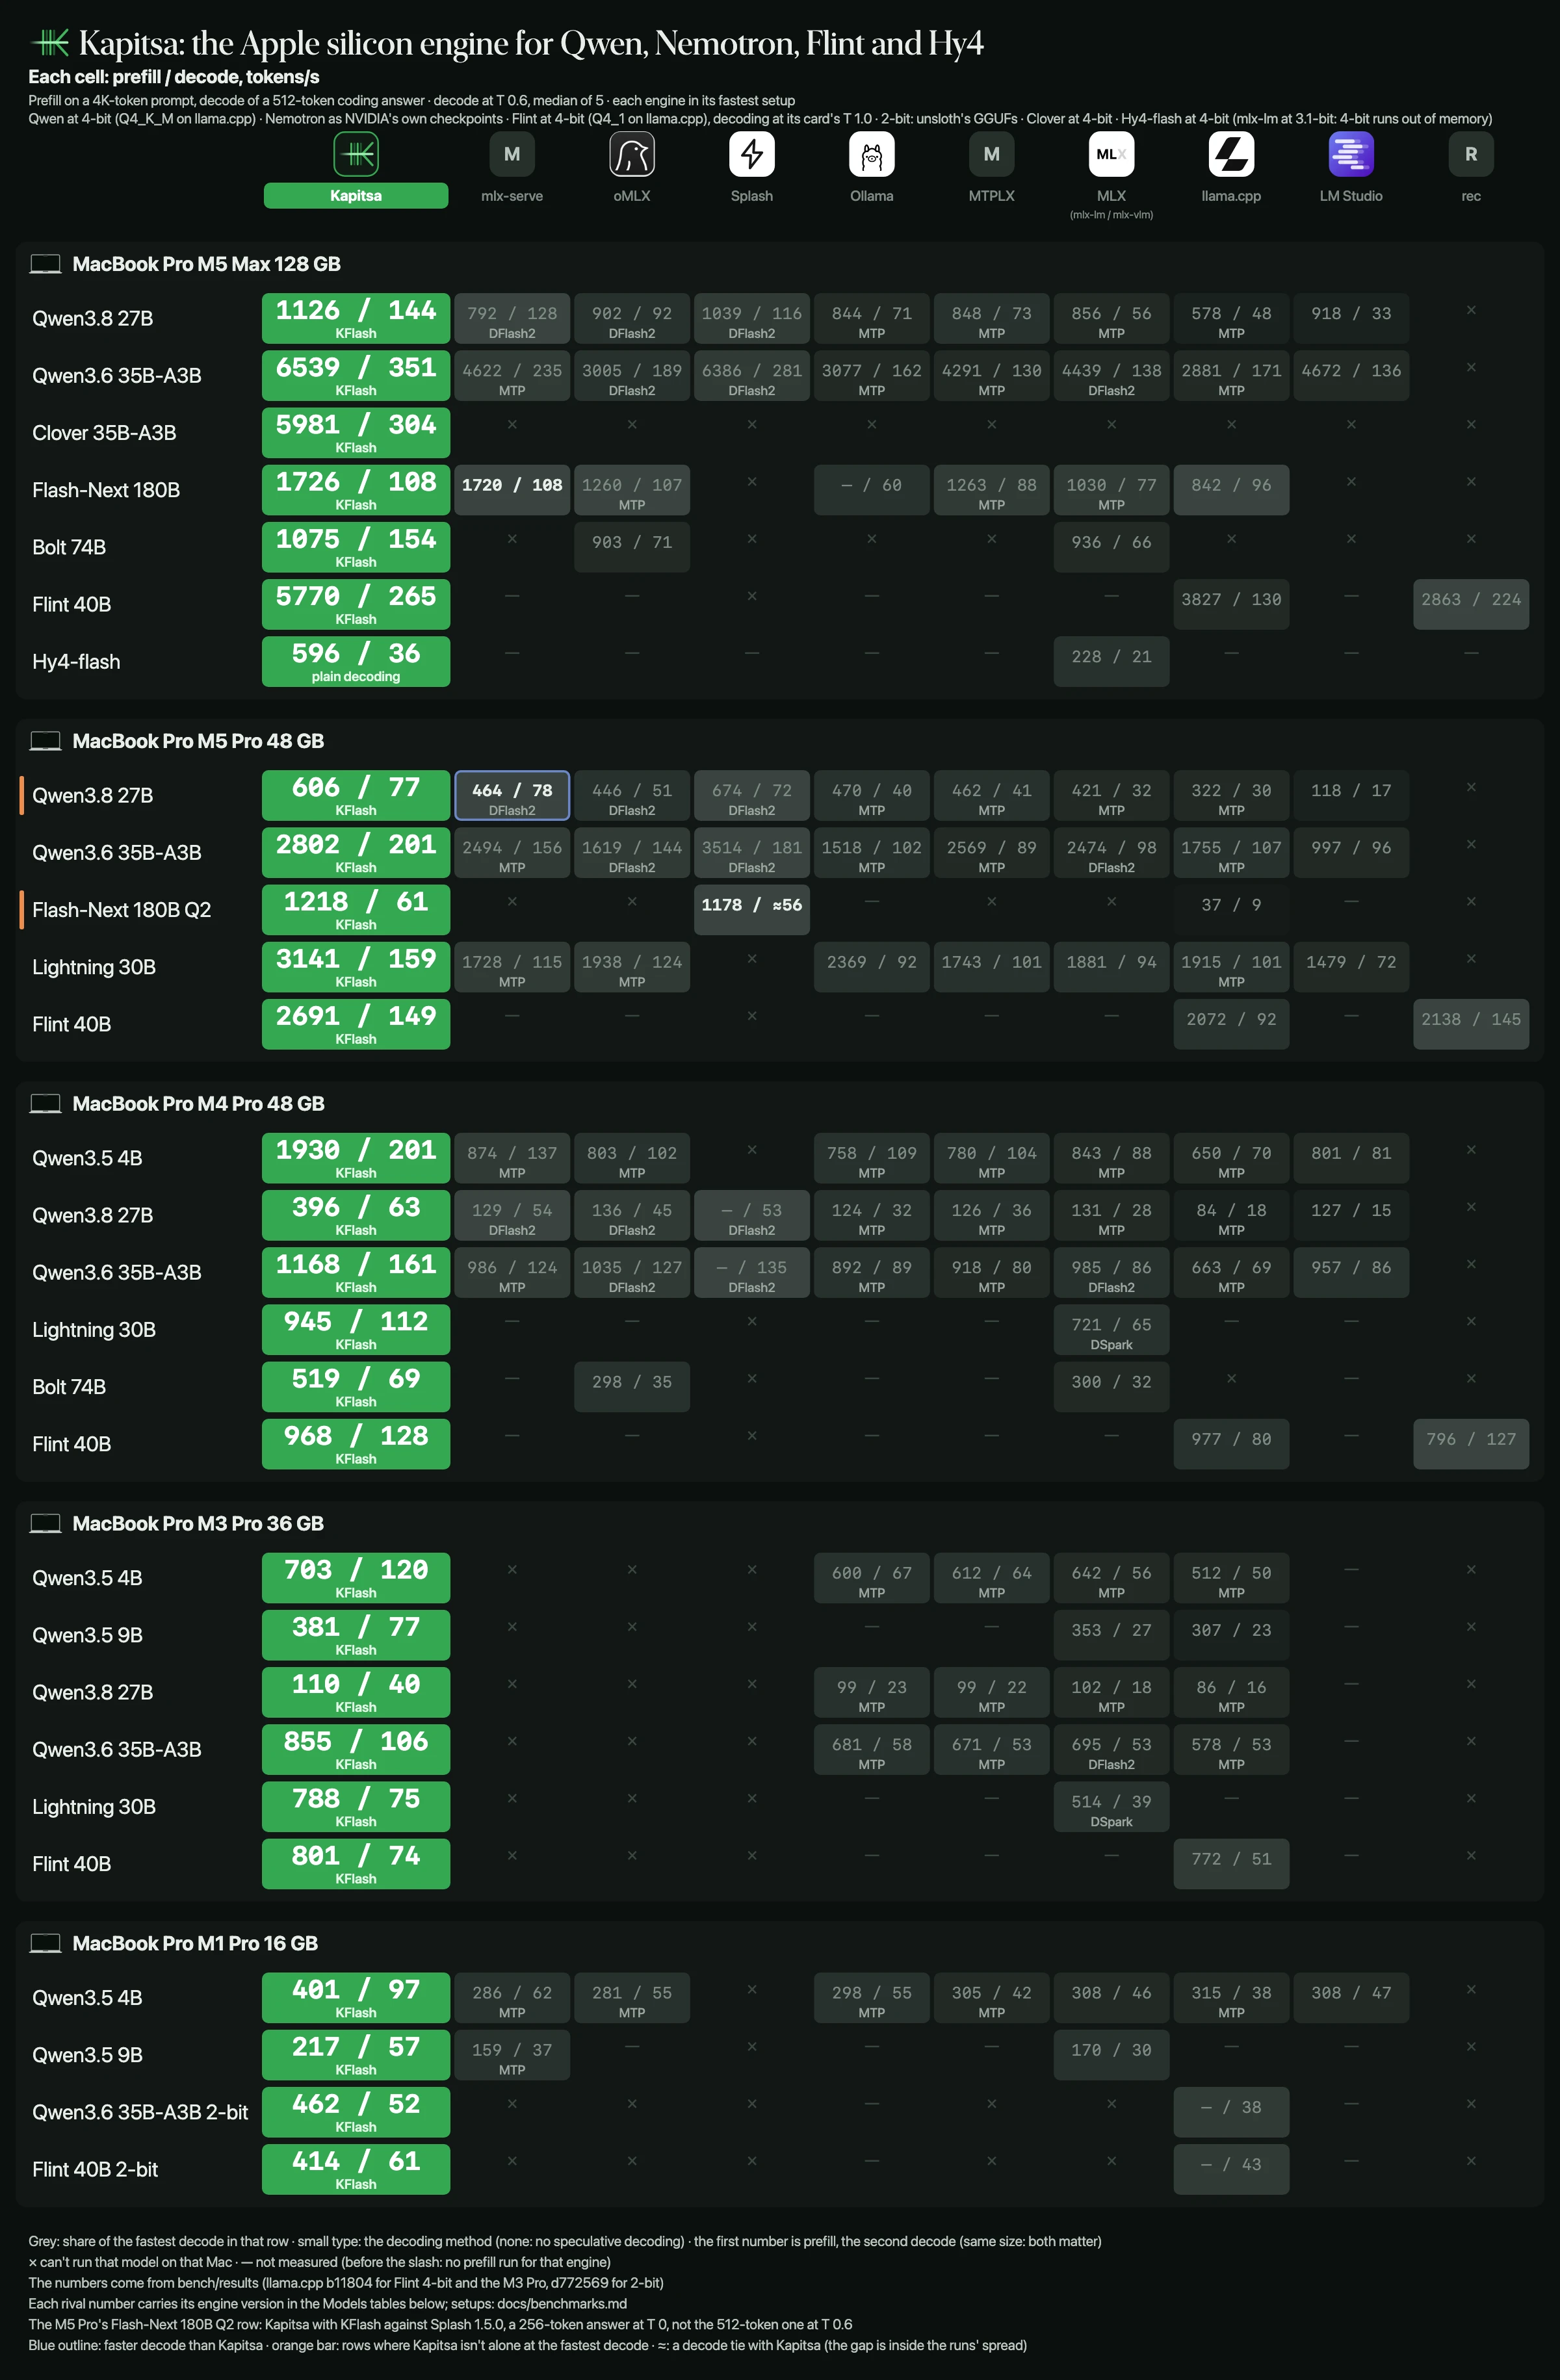 Kapitsa: the Apple silicon engine for Qwen, Nemotron, Flint and Hy4
Each cell: prefill / decode, tokens/s
Prefill on a 4K-token prompt, decode of a 512-token coding answer · decode at T 0.6, median of 5 · each engine in its fastest setup
Qwen at 4-bit (Q4_K_M on llama.cpp) · Nemotron as NVIDIA's own checkpoints · Flint at 4-bit (Q4_1 on llama.cpp), decoding at its card's T 1.0 · 2-bit: unsloth's GGUFs · Clover at 4-bit · Hy4-flash at 4-bit (mlx-lm at 3.1-bit: 4-bit runs out of memory)
M M MLX R
Kapitsa mlx-serve oMLX Splash Ollama MTPLX MLX llama.cpp LM Studio rec
(mlx-lm / mlx-vlm)
MacBook Pro M5 Max 128 GB
Qwen3.8 27B 1126 / 144 792 / 128 902 / 92 1039 / 116 844 / 71 848 / 73 856 / 56 578 / 48 918 / 33 ×
KFlash DFlash2 DFlash2 DFlash2 MTP MTP MTP MTP
Qwen3.6 35B-A3B 6539 / 351 4622 / 235 3005 / 189 6386 / 281 3077 / 162 4291 / 130 4439 / 138 2881 / 171 4672 / 136 ×
KFlash MTP DFlash2 DFlash2 MTP MTP DFlash2 MTP
Clover 35B-A3B 5981 / 304 × × × × × × × × ×
KFlash
Flash-Next 180B 1726 / 108 1720 / 108 1260 / 107 × — / 60 1263 / 88 1030 / 77 842 / 96 × ×
KFlash MTP MTP MTP
Bolt 74B 1075 / 154 × 903 / 71 × × × 936 / 66 × × ×
KFlash
Flint 40B 5770 / 265 — — × — — — 3827 / 130 — 2863 / 224
KFlash
Hy4-flash 596 / 36 — — — — — 228 / 21 — — —
plain decoding
MacBook Pro M5 Pro 48 GB
Qwen3.8 27B 606 / 77 464 / 78 446 / 51 674 / 72 470 / 40 462 / 41 421 / 32 322 / 30 118 / 17 ×
KFlash DFlash2 DFlash2 DFlash2 MTP MTP MTP MTP
Qwen3.6 35B-A3B 2802 / 201 2494 / 156 1619 / 144 3514 / 181 1518 / 102 2569 / 89 2474 / 98 1755 / 107 997 / 96 ×
KFlash MTP DFlash2 DFlash2 MTP MTP DFlash2 MTP
Flash-Next 180B Q2 1218 / 61 × × 1178 / ≈56 — × × 37 / 9 — ×
KFlash
Lightning 30B 3141 / 159 1728 / 115 1938 / 124 × 2369 / 92 1743 / 101 1881 / 94 1915 / 101 1479 / 72 ×
KFlash MTP MTP MTP
Flint 40B 2691 / 149 — — × — — — 2072 / 92 — 2138 / 145
KFlash
MacBook Pro M4 Pro 48 GB
Qwen3.5 4B 1930 / 201 874 / 137 803 / 102 × 758 / 109 780 / 104 843 / 88 650 / 70 801 / 81 ×
KFlash MTP MTP MTP MTP MTP MTP
Qwen3.8 27B 396 / 63 129 / 54 136 / 45 — / 53 124 / 32 126 / 36 131 / 28 84 / 18 127 / 15 ×
KFlash DFlash2 DFlash2 DFlash2 MTP MTP MTP MTP
Qwen3.6 35B-A3B 1168 / 161 986 / 124 1035 / 127 — / 135 892 / 89 918 / 80 985 / 86 663 / 69 957 / 86 ×
KFlash MTP DFlash2 DFlash2 MTP MTP DFlash2 MTP
Lightning 30B 945 / 112 — — × — — 721 / 65 — — ×
KFlash DSpark
Bolt 74B 519 / 69 — 298 / 35 × — — 300 / 32 × — ×
KFlash
Flint 40B 968 / 128 — — × — — — 977 / 80 — 796 / 127
KFlash
MacBook Pro M3 Pro 36 GB
Qwen3.5 4B 703 / 120 × × × 600 / 67 612 / 64 642 / 56 512 / 50 — ×
KFlash MTP MTP MTP MTP
Qwen3.5 9B 381 / 77 × × × — — 353 / 27 307 / 23 — ×
KFlash
Qwen3.8 27B 110 / 40 × × × 99 / 23 99 / 22 102 / 18 86 / 16 — ×
KFlash MTP MTP MTP MTP
Qwen3.6 35B-A3B 855 / 106 × × × 681 / 58 671 / 53 695 / 53 578 / 53 — ×
KFlash MTP MTP DFlash2 MTP
Lightning 30B 788 / 75 × × × — — 514 / 39 — — ×
KFlash DSpark
Flint 40B 801 / 74 × × × — — — 772 / 51 — ×
KFlash
MacBook Pro M1 Pro 16 GB
Qwen3.5 4B 401 / 97 286 / 62 281 / 55 × 298 / 55 305 / 42 308 / 46 315 / 38 308 / 47 ×
KFlash MTP MTP MTP MTP MTP
Qwen3.5 9B 217 / 57 159 / 37 — × — — 170 / 30 — — ×
KFlash MTP
Qwen3.6 35B-A3B 2-bit 462 / 52 × × × — × × — / 38 — ×
KFlash
Flint 40B 2-bit 414 / 61 × × × — × × — / 43 — ×
KFlash
Grey: share of the fastest decode in that row · small type: the decoding method (none: no speculative decoding) · the first number is prefill, the second decode (same size: both matter)
× can't run that model on that Mac · — not measured (before the slash: no prefill run for that engine)
The numbers come from bench/results (llama.cpp b11804 for Flint 4-bit and the M3 Pro, d772569 for 2-bit)
Each rival number carries its engine version in the Models tables below; setups: docs/benchmarks.md
The M5 Pro's Flash-Next 180B Q2 row: Kapitsa with KFlash against Splash 1.5.0, a 256-token answer at T 0, not the 512-token one at T 0.6
Blue outline: faster decode than Kapitsa · orange bar: rows where Kapitsa isn't alone at the fastest decode · ≈: a decode tie with Kapitsa (the gap is inside the runs' spread)